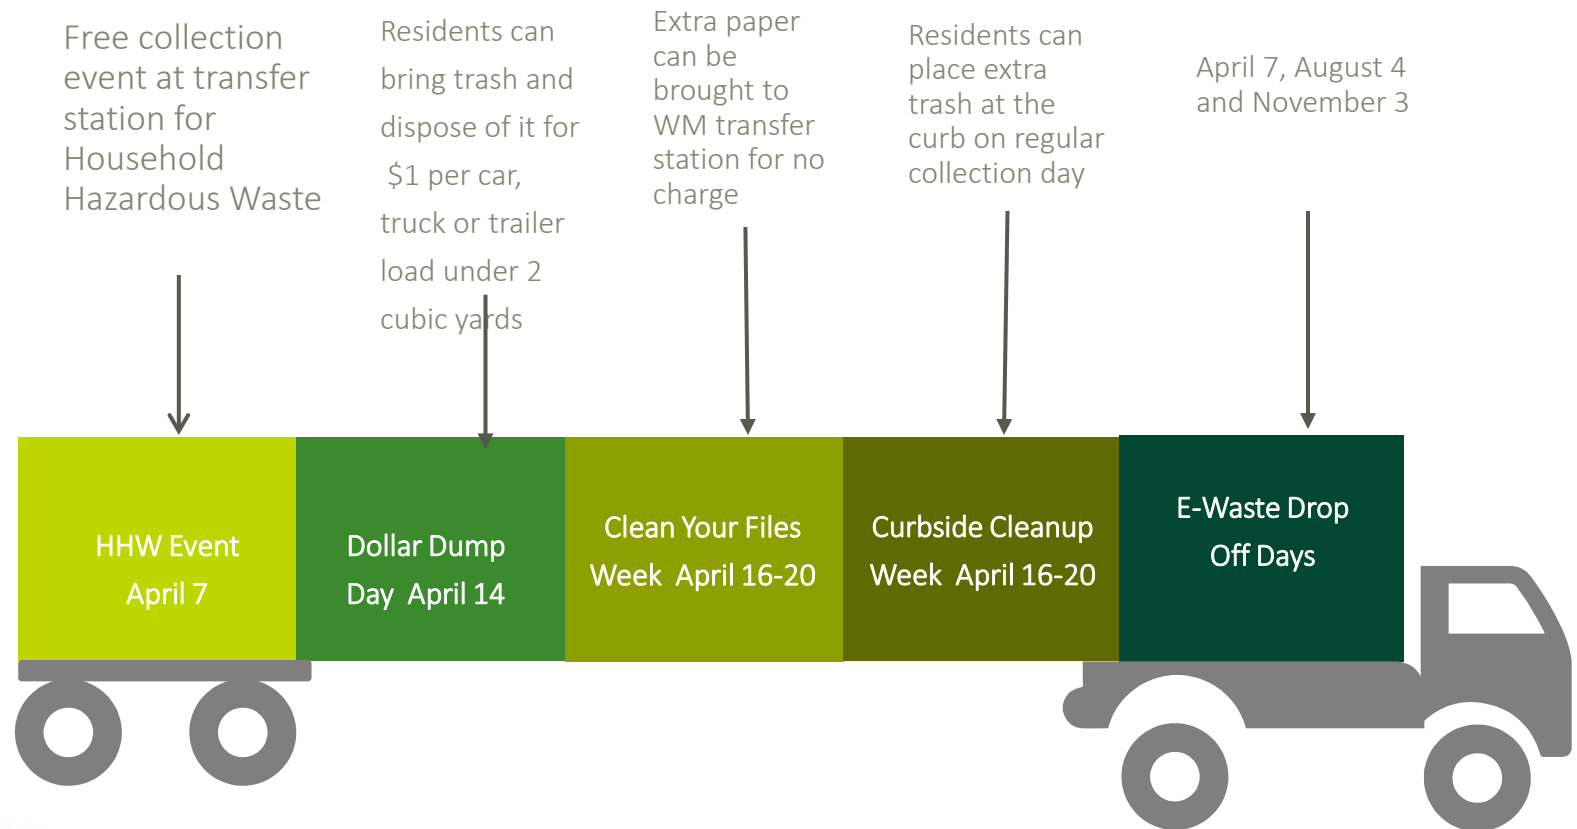 Free collection
event at transfer
station for
Household
Hazardous Waste
Residents can
bring trash and
dispose of it for
$1 per car,
truck or trailer
load under 2
cubic yards
Extra paper
can be
brought to
WM transfer
station for no
charge
Residents can
place extra
trash at the
curb on regular
collection day
April 7, August 4
and November 3
HHW Event
April 7
Dollar Dump
Day  April 14
Clean Your Files
Week  April 16-20
Curbside Cleanup
Week  April 16-20
E-Waste Drop
Off Days